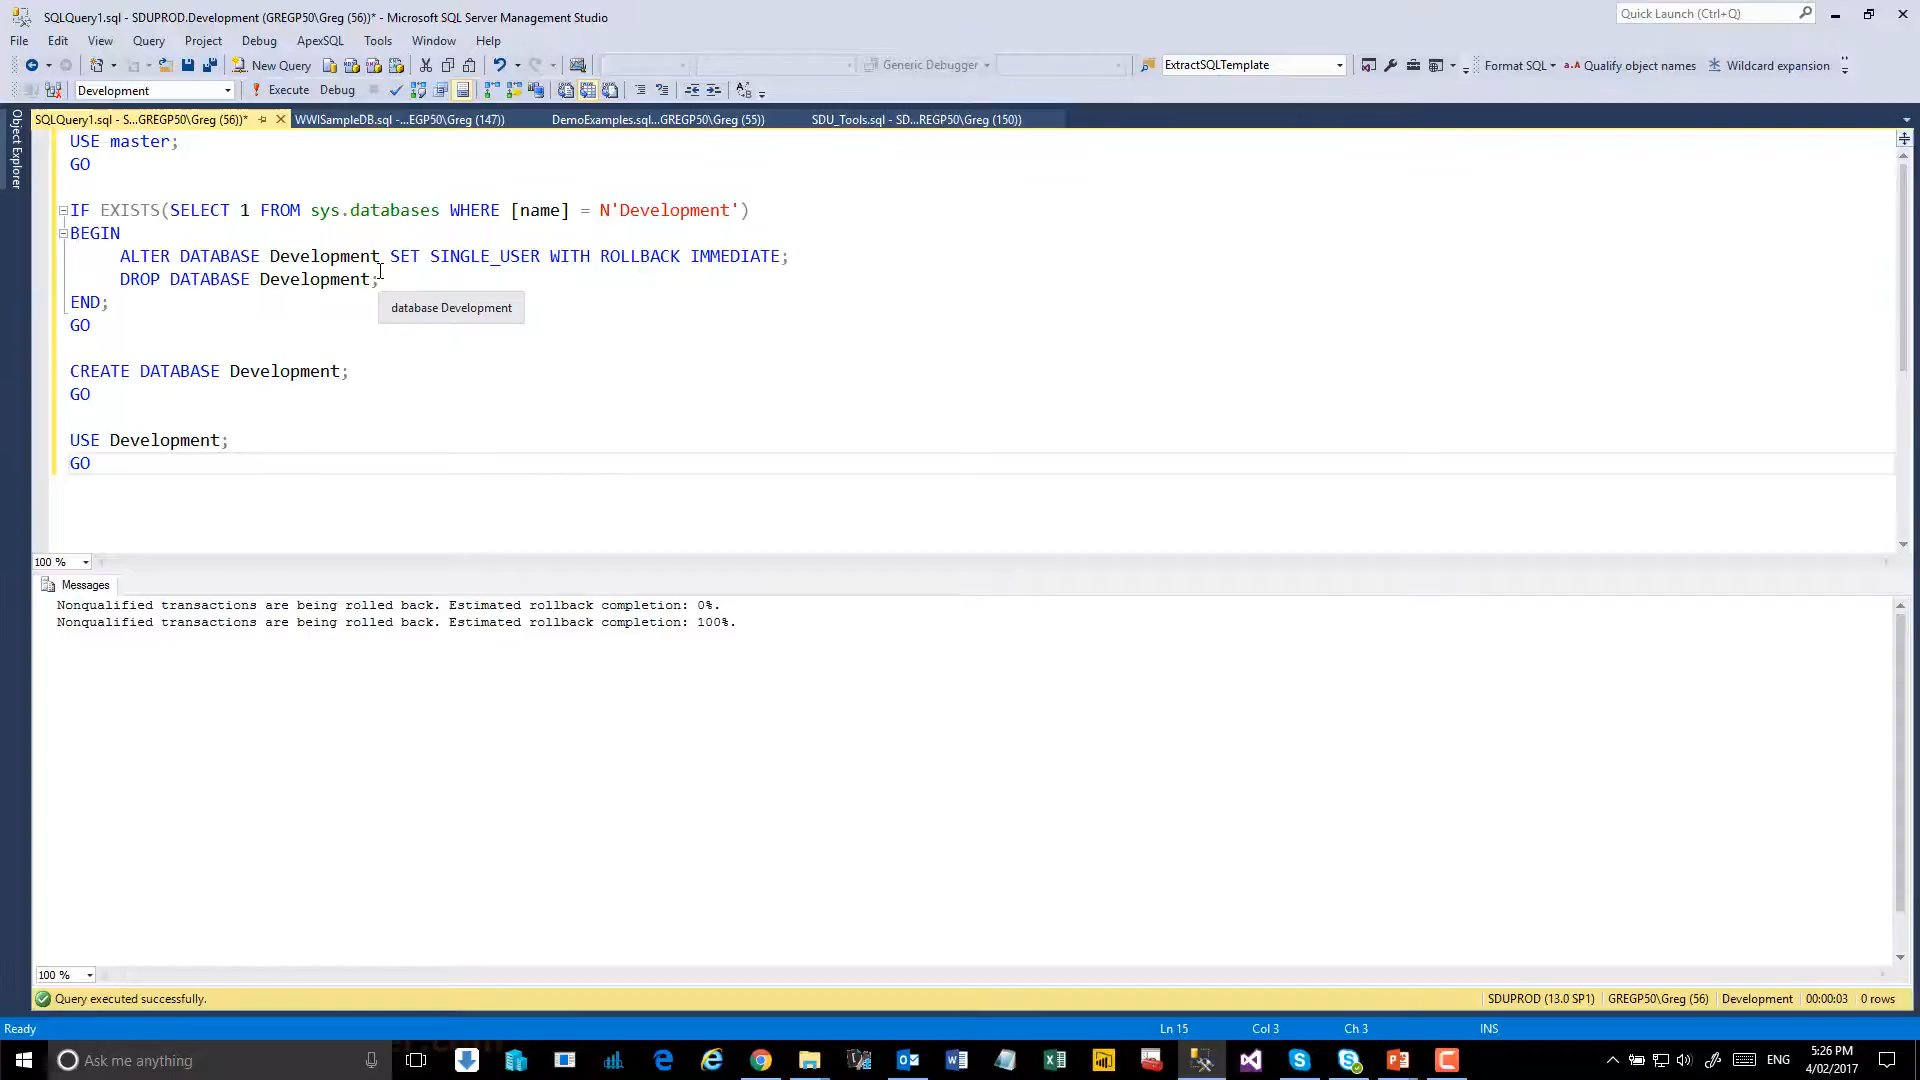 SQLQuery1.sql - SDUPROD.Development (GREGP50\Greg (56))* - Microsoft SQL Server Management Studio
Quick Launch (Ctrl+Q)
File Edit View Query Project Debug ApexSQL Tools Window Help
New Query Generic Debugger ExtractSQLTemplate Format SQL a.A Qualify object names Wildcard expansion
Development ! Execute Debug
SQLQuery1.sql - S...GREGP50\Greg (56))* WWISampleDB.sql -...EGP50\Greg (147)) DemoExamples.sql...GREGP50\Greg (55)) SDU_Tools.sql - SD...REGP50\Greg (150))
Object Explorer
USE master;
GO
IF EXISTS(SELECT 1 FROM sys.databases WHERE [name] = N'Development')
BEGIN
ALTER DATABASE Development SET SINGLE_USER WITH ROLLBACK IMMEDIATE;
DROP DATABASE Development;
END;
database Development
GO
CREATE DATABASE Development;
GO
USE Development;
GO
100 %
Messages
Nonqualified transactions are being rolled back. Estimated rollback completion: 0%.
Nonqualified transactions are being rolled back. Estimated rollback completion: 100%.
100 %
Query executed successfully. SDUPROD (13.0 SP1) GREGP50\Greg (56) Development 00:00:03 0 rows
Ready Ln 15 Col 3 Ch 3 INS
Ask me anything
ENG
5:26 PM
4/02/2017